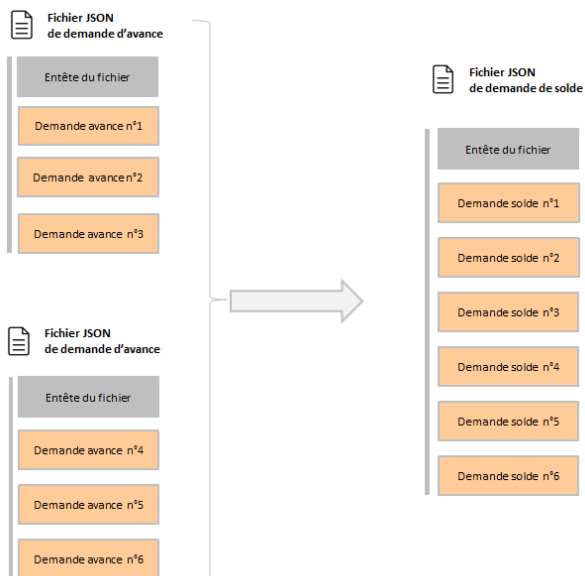 Fichier JSON
de demande d'avance
Entête du fichier
Demande avance n°1
Demande avance n°2
Demande avance n°3
Fichier JSON
de demande d'avance
Entête du fichier
Demande avance n°4
Demande avance n°5
Demande avance n°6
Fichier JSON
de demande de solde
Entête du fichier
Demande solde n°1
Demande solde n°2
Demande solde n°3
Demande solde n°4
Demande solde n°5
Demande solde n°6